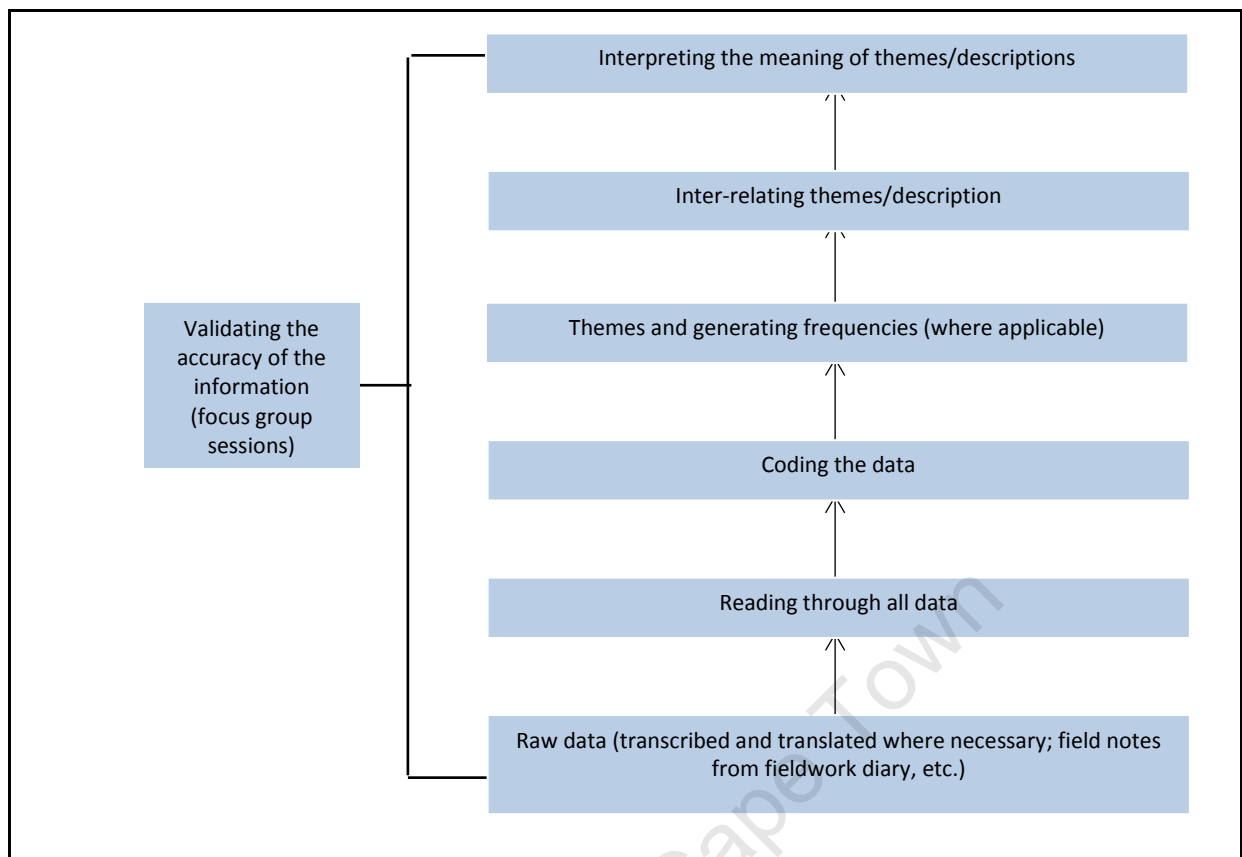 Interpreting the meaning of themes/descriptions
Inter-relating themes/description
Themes and generating frequencies (where applicable)
Validating the
accuracy of the
information
(focus group
sessions)
Coding the data
Reading through all data
Raw data (transcribed and translated where necessary; field notes
from fieldwork diary, etc.)
Cape Town